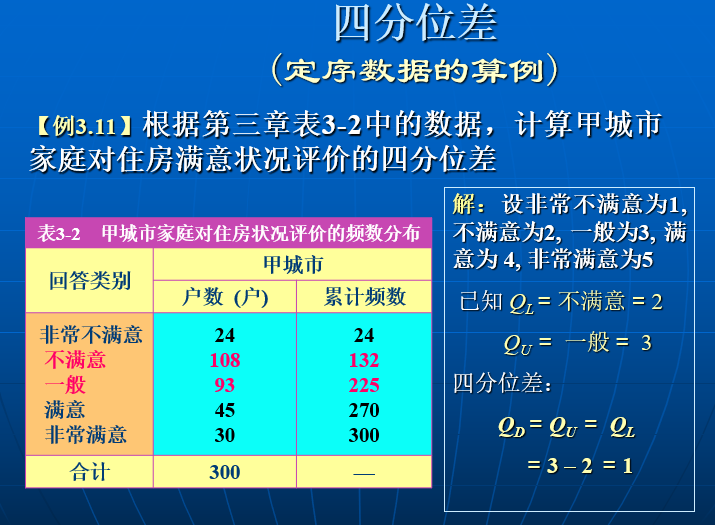 四分位差
(定序数据的算例)
【例3.11】根据第三章表3-2中的数据，计算甲城市
家庭对住房满意状况评价的四分位差
表3-2 甲城市家庭对住房状况评价的频数分布
回答类别
甲城市
户数 (户) 累计频数
非常不满意 24 24
不满意 108 132
一般 93 225
满意 45 270
非常满意 30 300
合计 300 —
解：设非常不满意为1,
不满意为2, 一般为3, 满
意为 4, 非常满意为5
已知 QL = 不满意 = 2
QU = 一般 = 3
四分位差：
QD = QU = QL
= 3 – 2 = 1